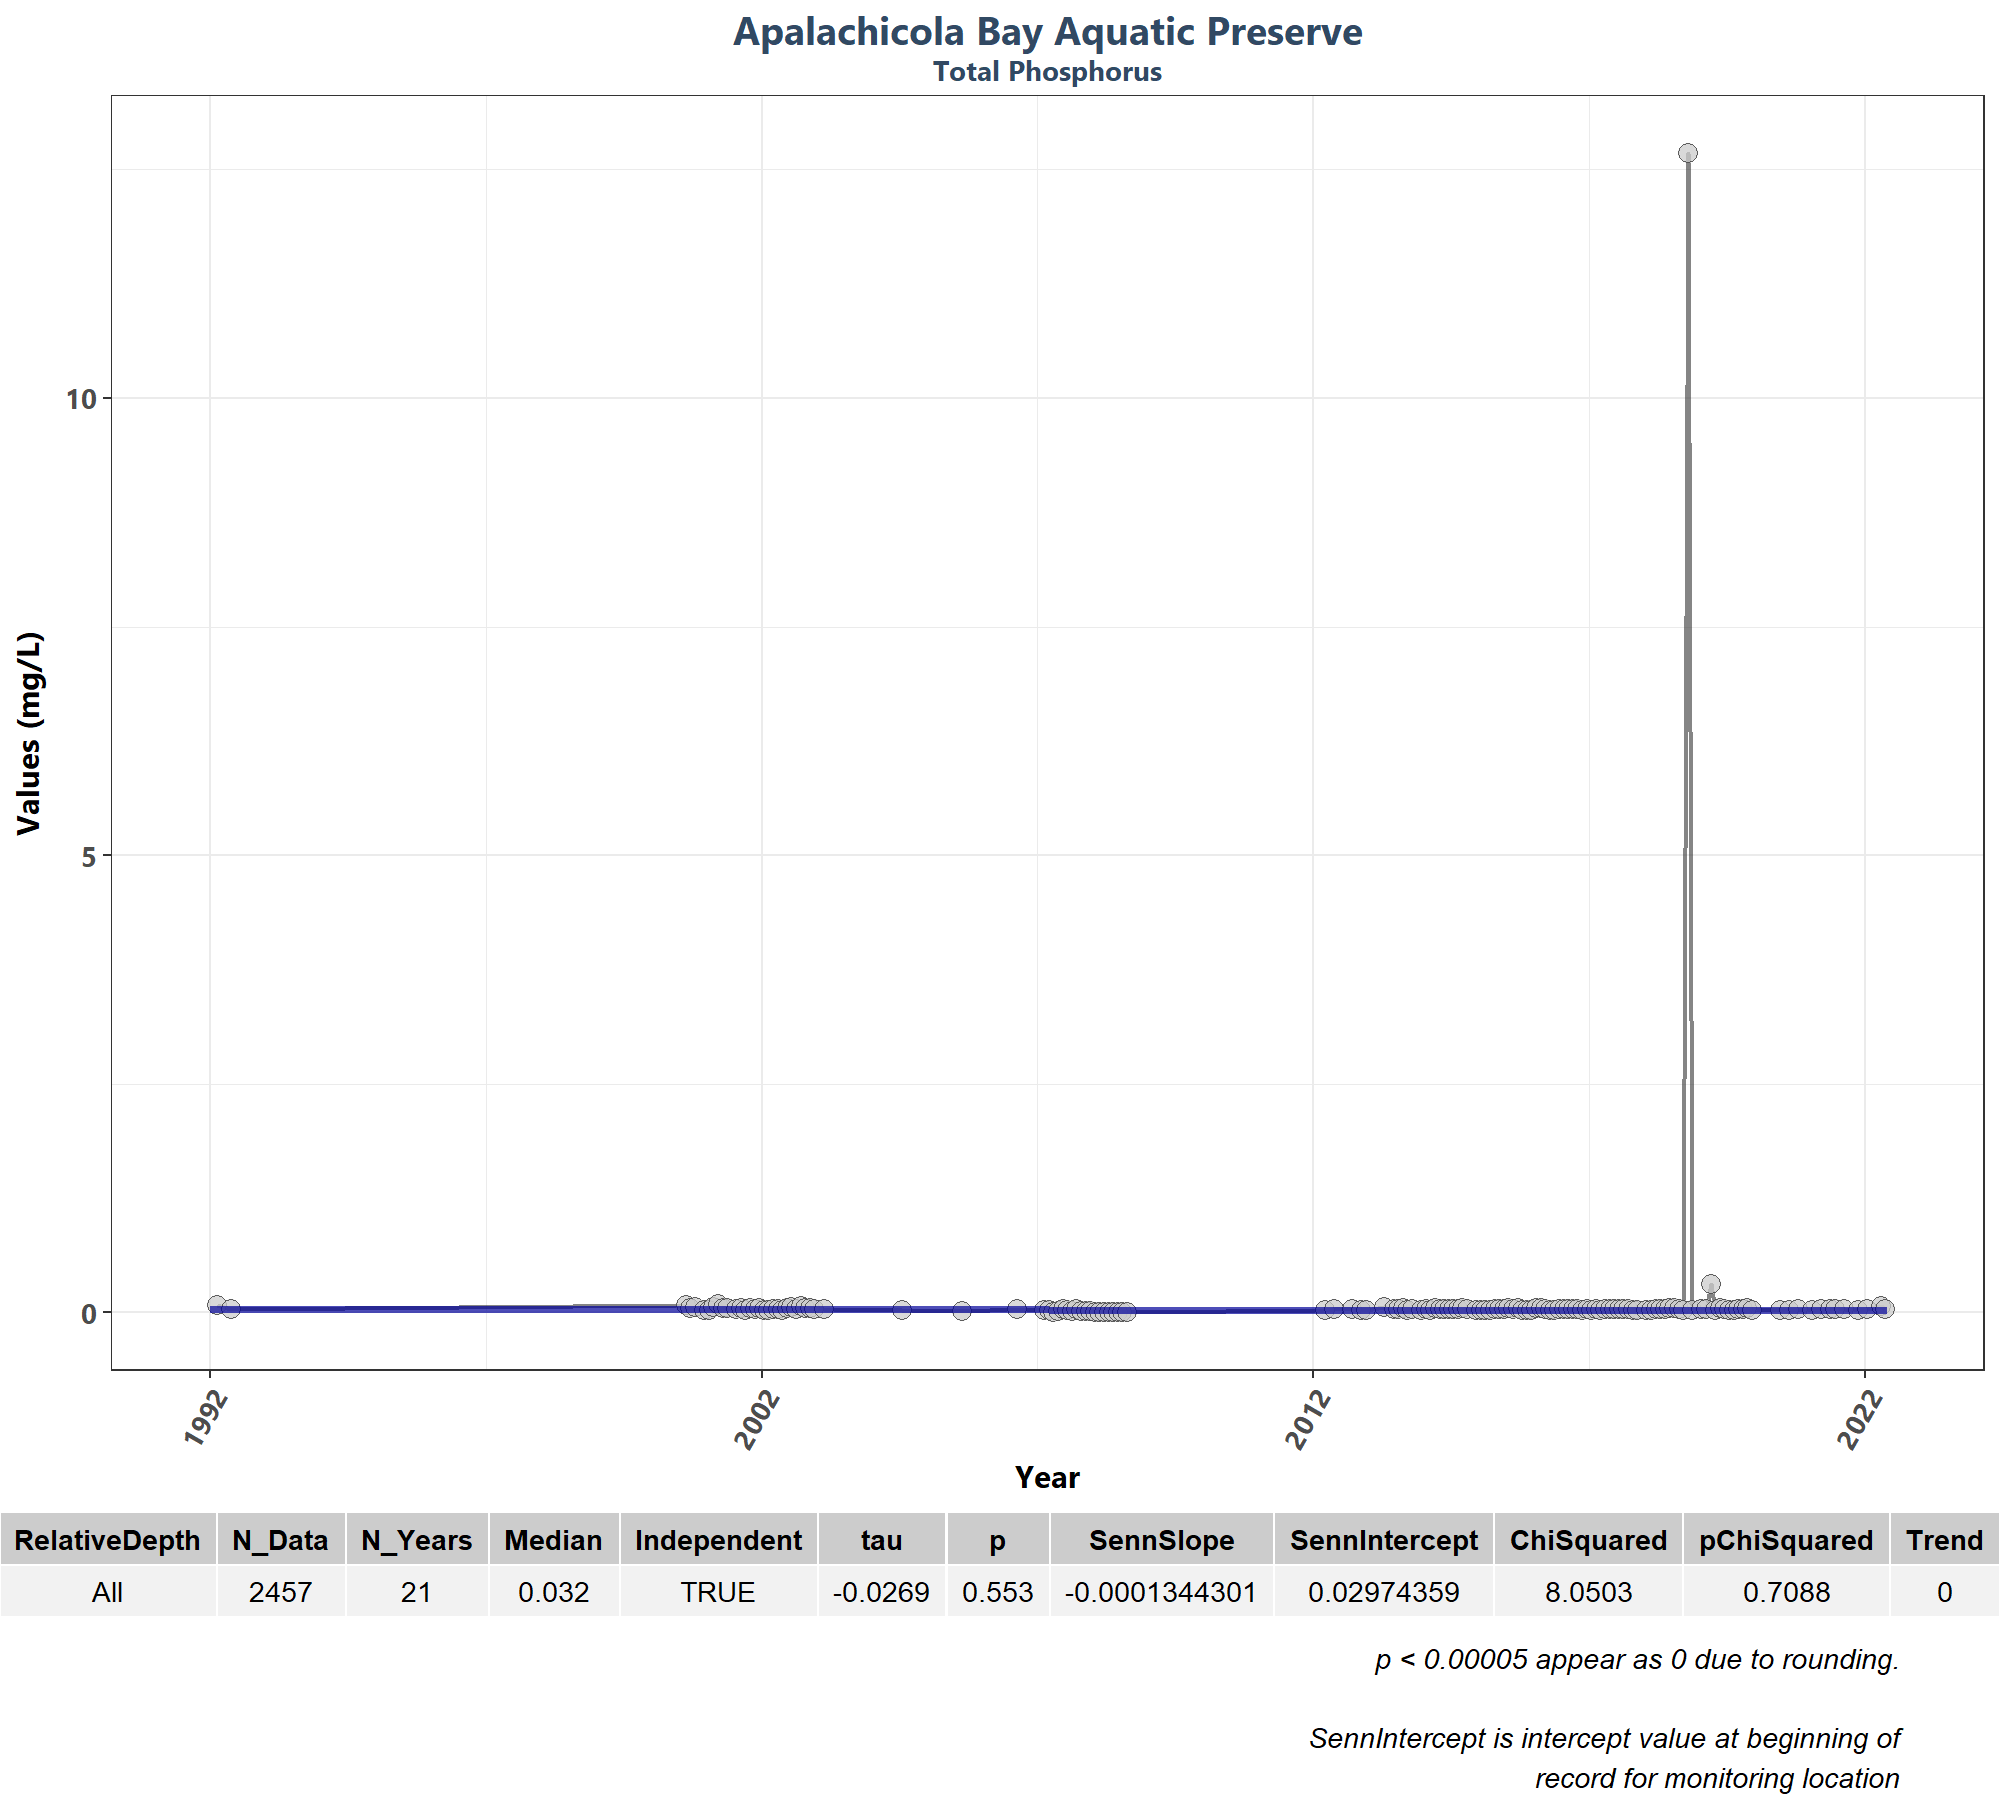 Apalachicola Bay Aquatic Preserve
Total Phosphorus
Values (mg/L)
10
5
0
1992
2002
2012
2022
Year
RelativeDepth N_Data N_Years Median Independent tau p SennSlope SennIntercept ChiSquared pChiSquared Trend
All 2457 21 0.032 TRUE -0.0269 0.553 -0.0001344301 0.02974359 8.0503 0.7088 0
p < 0.00005 appear as 0 due to rounding.
SennIntercept is intercept value at beginning of
record for monitoring location